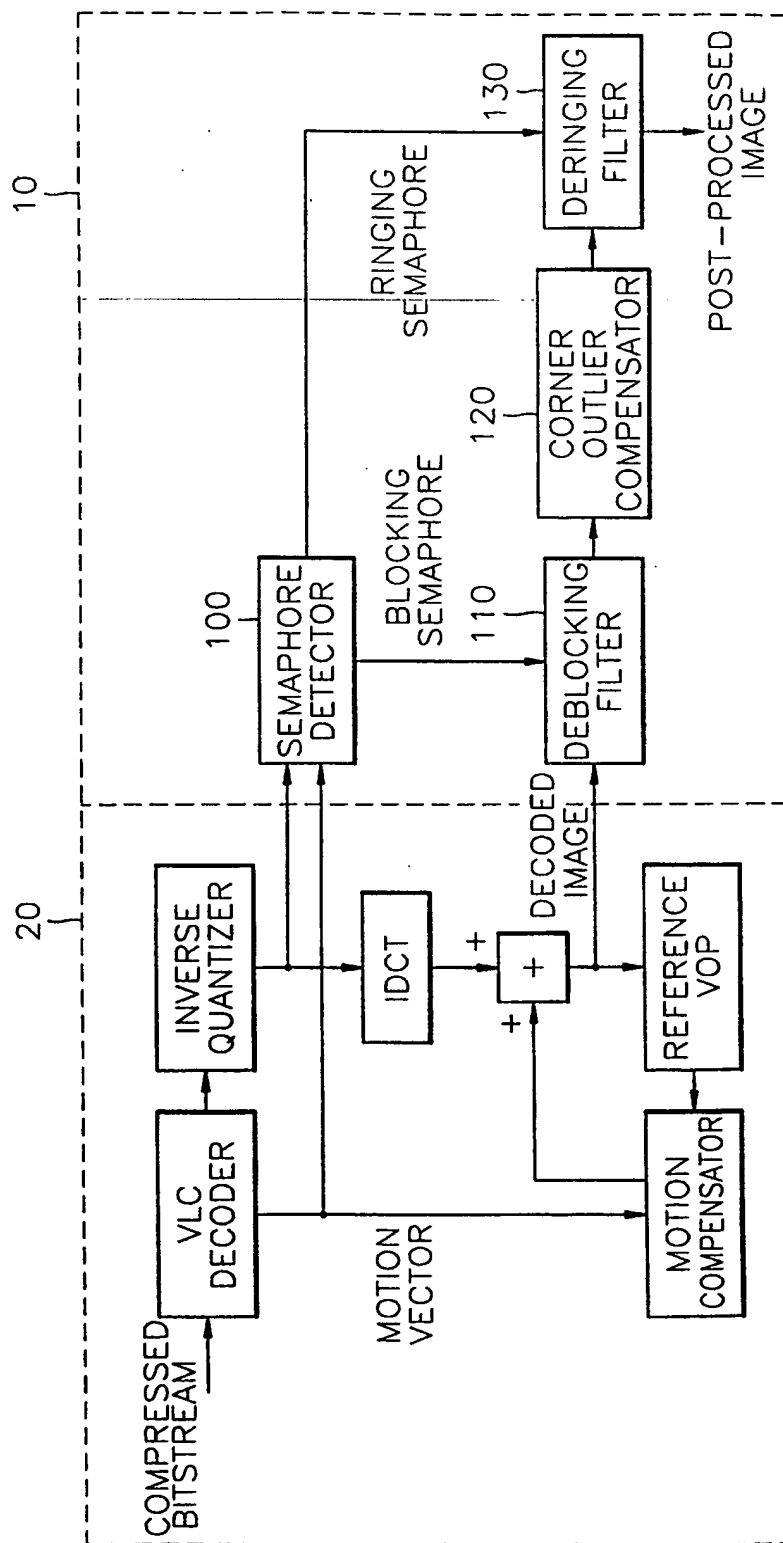 20
10
COMPRESSED
BITSTREAM
VLC
DECODER
INVERSE
QUANTIZER
MOTION
VECTOR
IDCT
+
+
+
DECODED
IMAGE
MOTION
COMPENSATOR
REFERENCE
VOP
100
SEMAPHORE
DETECTOR
BLOCKING
SEMAPHORE
RINGING
SEMAPHORE
110
DEBLOCKING
FILTER
120
CORNER
OUTLIER
COMPENSATOR
130
DERINGING
FILTER
POST-PROCESSED
IMAGE